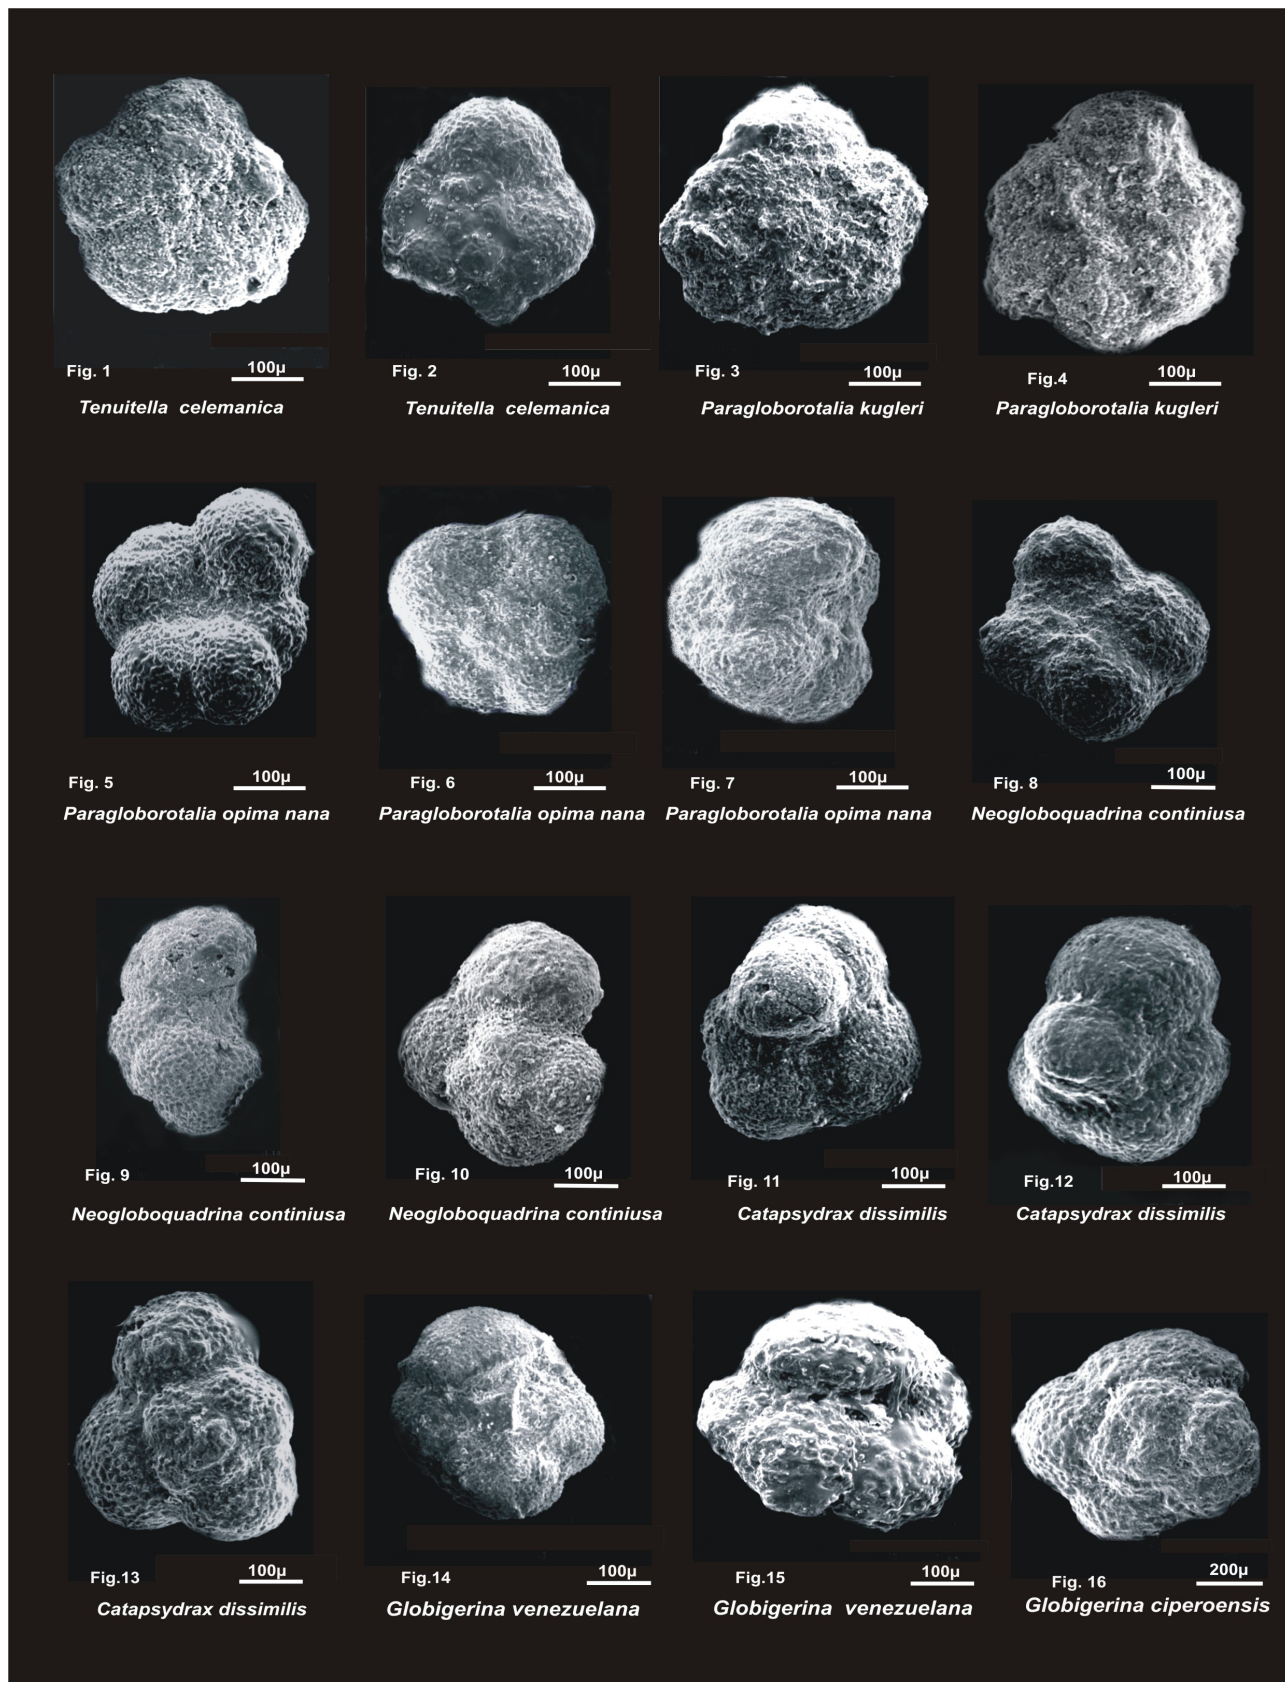 Fig. 1 100µ Fig. 2 100µ Fig. 3 100µ Fig.4 100µ
Tenuitella celemanica Tenuitella celemanica Paragloborotalia kugleri Paragloborotalia kugleri
Fig. 5 100µ Fig. 6 100µ Fig. 7 100µ Fig. 8 100µ
Paragloborotalia opima nana Paragloborotalia opima nana Paragloborotalia opima nana Neogloboquadrina continiusa
Fig. 9 100µ Fig. 10 100µ Fig. 11 100µ Fig.12 100µ
Neogloboquadrina continiusa Neogloboquadrina continiusa Catapsydrax dissimilis Catapsydrax dissimilis
Fig.13 100µ Fig.14 100µ Fig.15 100µ Fig. 16 200µ
Catapsydrax dissimilis Globigerina venezuelana Globigerina venezuelana Globigerina ciperoensis